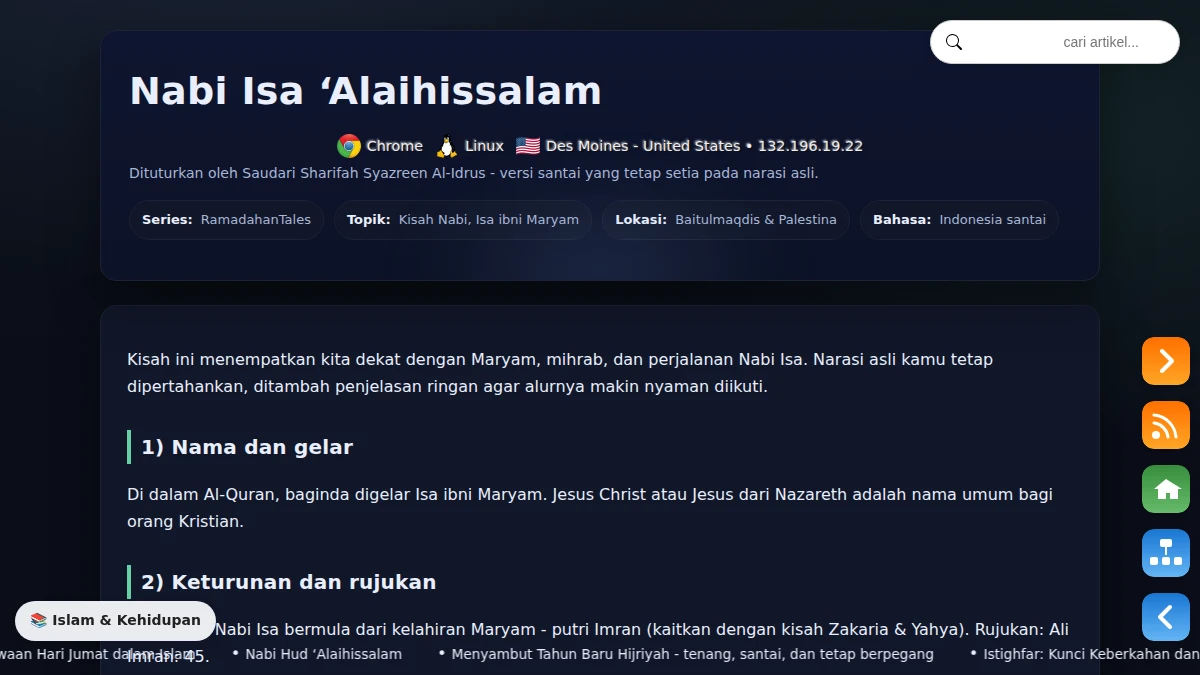 cari artikel...
Nabi Isa ‘Alaihissalam
Chrome Linux Des Moines - United States • 132.196.19.22
Dituturkan oleh Saudari Sharifah Syazreen Al-Idrus - versi santai yang tetap setia pada narasi asli.
Series: RamadahanTales Topik: Kisah Nabi, Isa ibni Maryam Lokasi: Baitulmaqdis & Palestina Bahasa: Indonesia santai
Kisah ini menempatkan kita dekat dengan Maryam, mihrab, dan perjalanan Nabi Isa. Narasi asli kamu tetap
dipertahankan, ditambah penjelasan ringan agar alurnya makin nyaman diikuti.
1) Nama dan gelar
Di dalam Al-Quran, baginda digelar Isa ibni Maryam. Jesus Christ atau Jesus dari Nazareth adalah nama umum bagi
orang Kristian.
2) Keturunan dan rujukan
Nabi Isa bermula dari kelahiran Maryam - putri Imran (kaitkan dengan kisah Zakaria & Yahya). Rujukan: Ali
Imran: 45.
📚 Islam & Kehidupan
Hari Jumat dalam Islam • Nabi Hud ‘Alaihissalam • Menyambut Tahun Baru Hijriyah - tenang, santai, dan tetap berpegang • Istighfar: Kunci Keberkahan dan